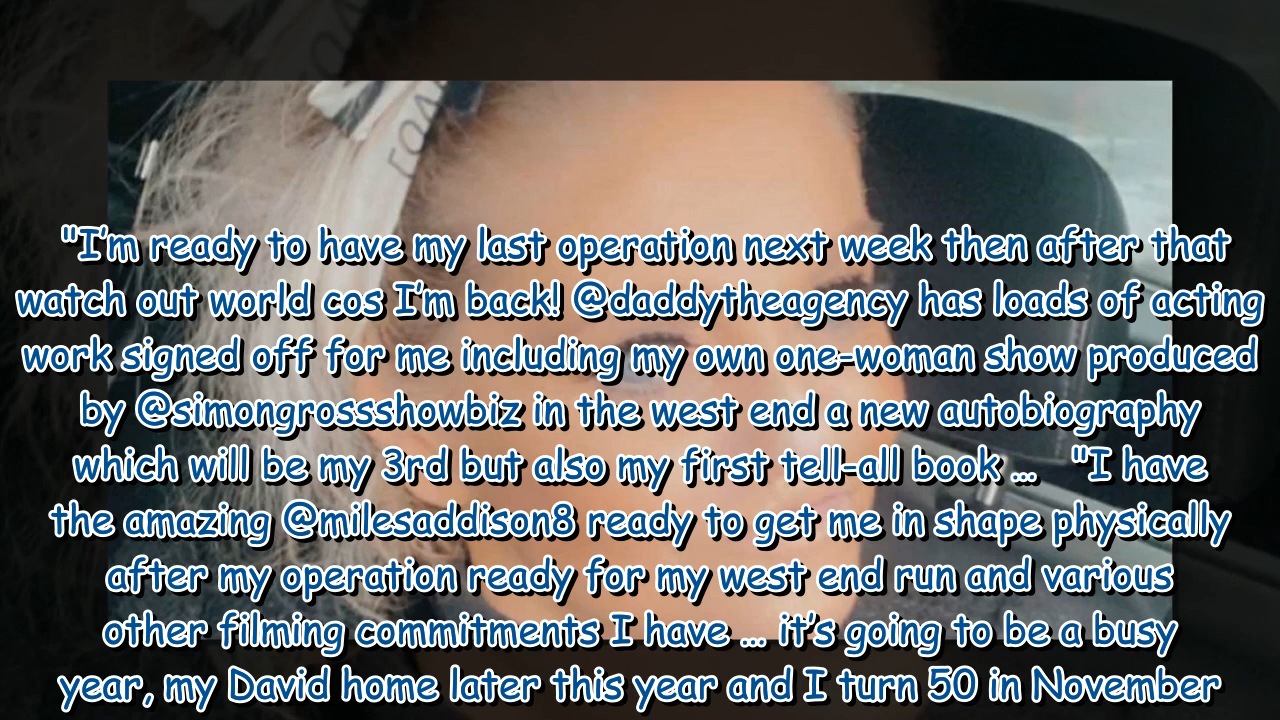 "I'm ready to have my last operation next week then after that
watch out world cos I'm back! @daddytheagency has loads of acting
work signed off for me including my own one-woman show produced
by @simongrossshowbiz in the west end a new autobiography
which will be my 3rd but also my first tell-all book ... "I have
the amazing @milesaddison8 ready to get me in shape physically
after my operation ready for my west end run and various
other filming commitments I have ... it's going to be a busy
year, my David home later this year and I turn 50 in November